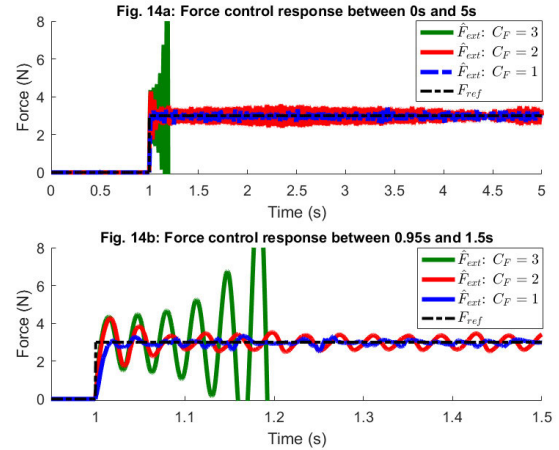 Fig. 14a: Force control response between 0s and 5s
8
6
4
2
0
Force (N)
F̂ext: CF = 3
F̂ext: CF = 2
F̂ext: CF = 1
Fref
0 0.5 1 1.5 2 2.5 3 3.5 4 4.5 5
Time (s)
Fig. 14b: Force control response between 0.95s and 1.5s
8
6
4
2
0
Force (N)
F̂ext: CF = 3
F̂ext: CF = 2
F̂ext: CF = 1
Fref
1 1.1 1.2 1.3 1.4 1.5
Time (s)